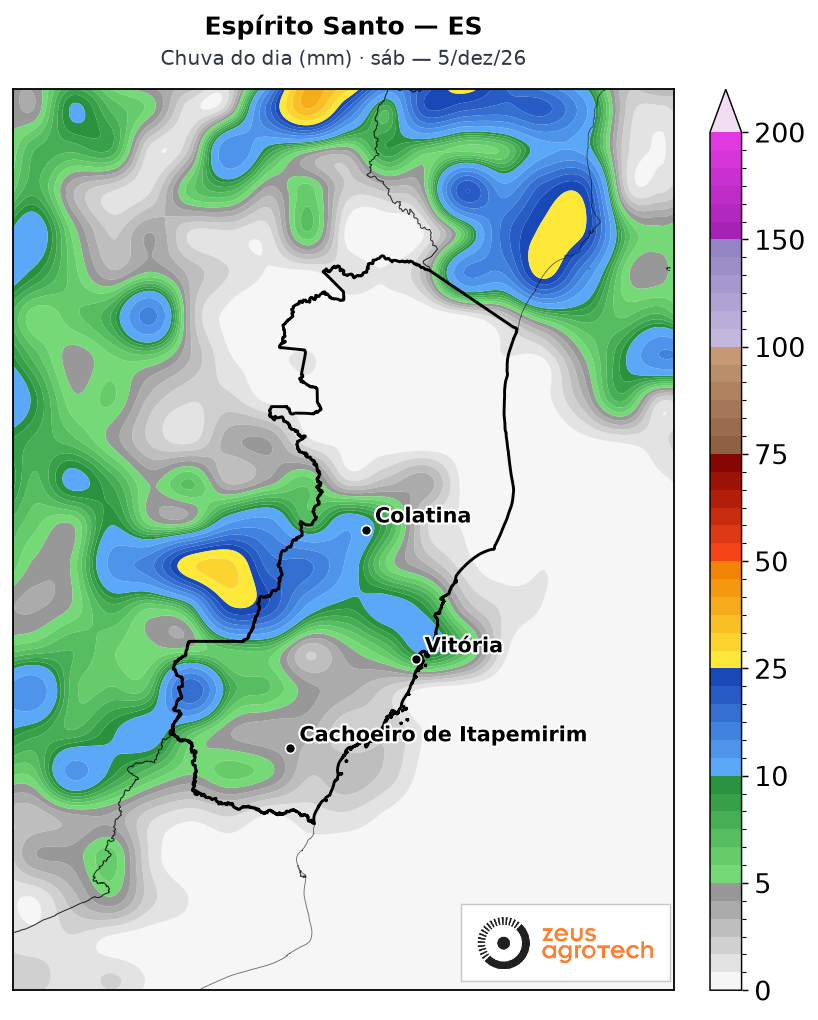 Espírito Santo — ES
Chuva do dia (mm) · sáb — 5/dez/26
200
150
100
75
50
25
10
5
0
Colatina
Vitória
Cachoeiro de Itapemirim
zeus
agrotech